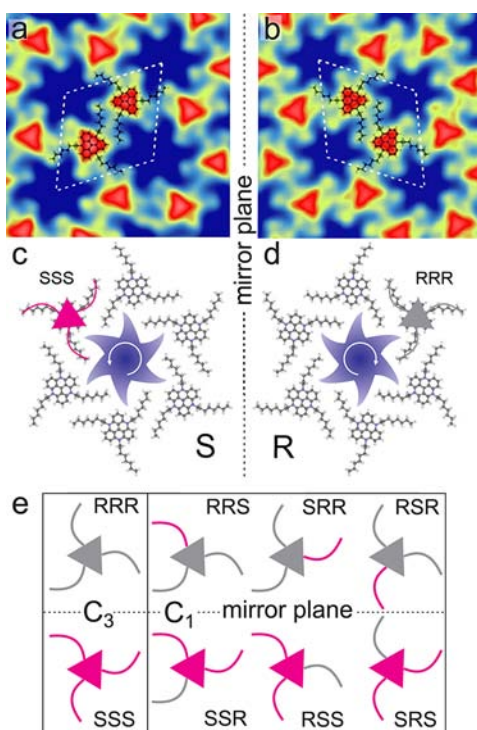 a
b
mirror plane
c
d
SSS
RRR
S
R
e
RRR
RRS
SRR
RSR
C3
C1
mirror plane
SSS
SSR
RSS
SRS